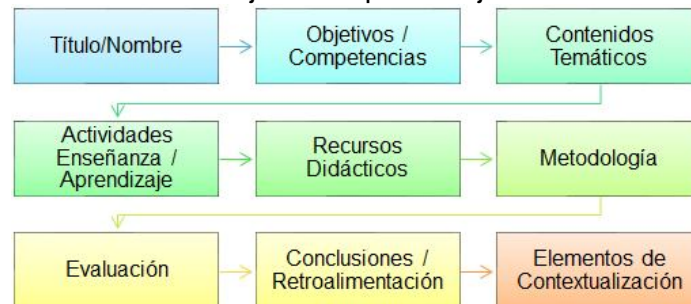 Título/Nombre
Objetivos /
Competencias
Contenidos
Temáticos
Actividades
Enseñanza /
Aprendizaje
Recursos
Didácticos
Metodología
Evaluación
Conclusiones /
Retroalimentación
Elementos de
Contextualización